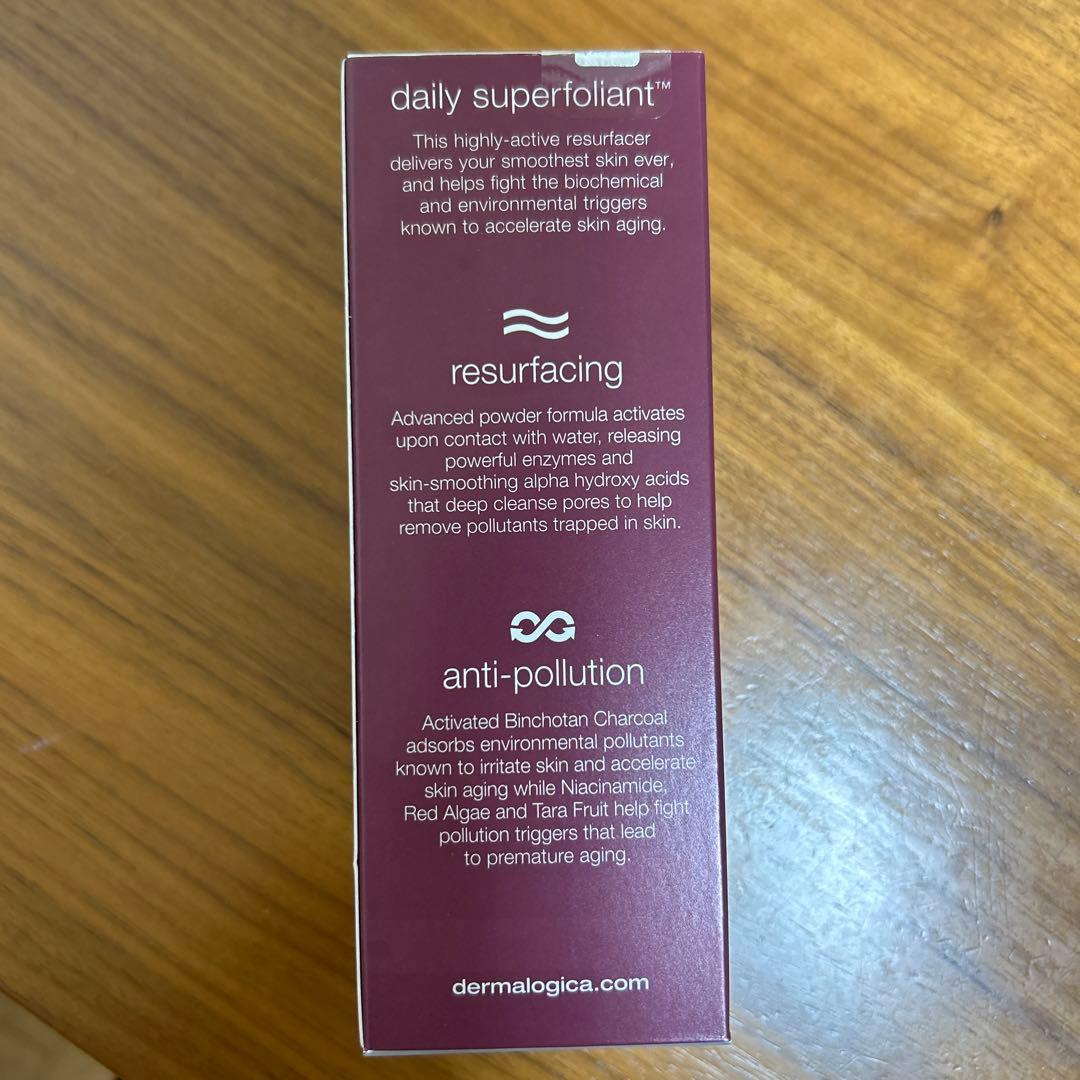 daily superfoliant™
This highly-active resurfacer
delivers your smoothest skin ever,
and helps fight the biochemical
and environmental triggers
known to accelerate skin aging.
resurfacing
Advanced powder formula activates
upon contact with water, releasing
powerful enzymes and
skin-smoothing alpha hydroxy acids
that deep cleanse pores to help
remove pollutants trapped in skin.
anti-pollution
Activated Binchotan Charcoal
adsorbs environmental pollutants
known to irritate skin and accelerate
skin aging while Niacinamide,
Red Algae and Tara Fruit help fight
pollution triggers that lead
to premature aging.
dermalogica.com